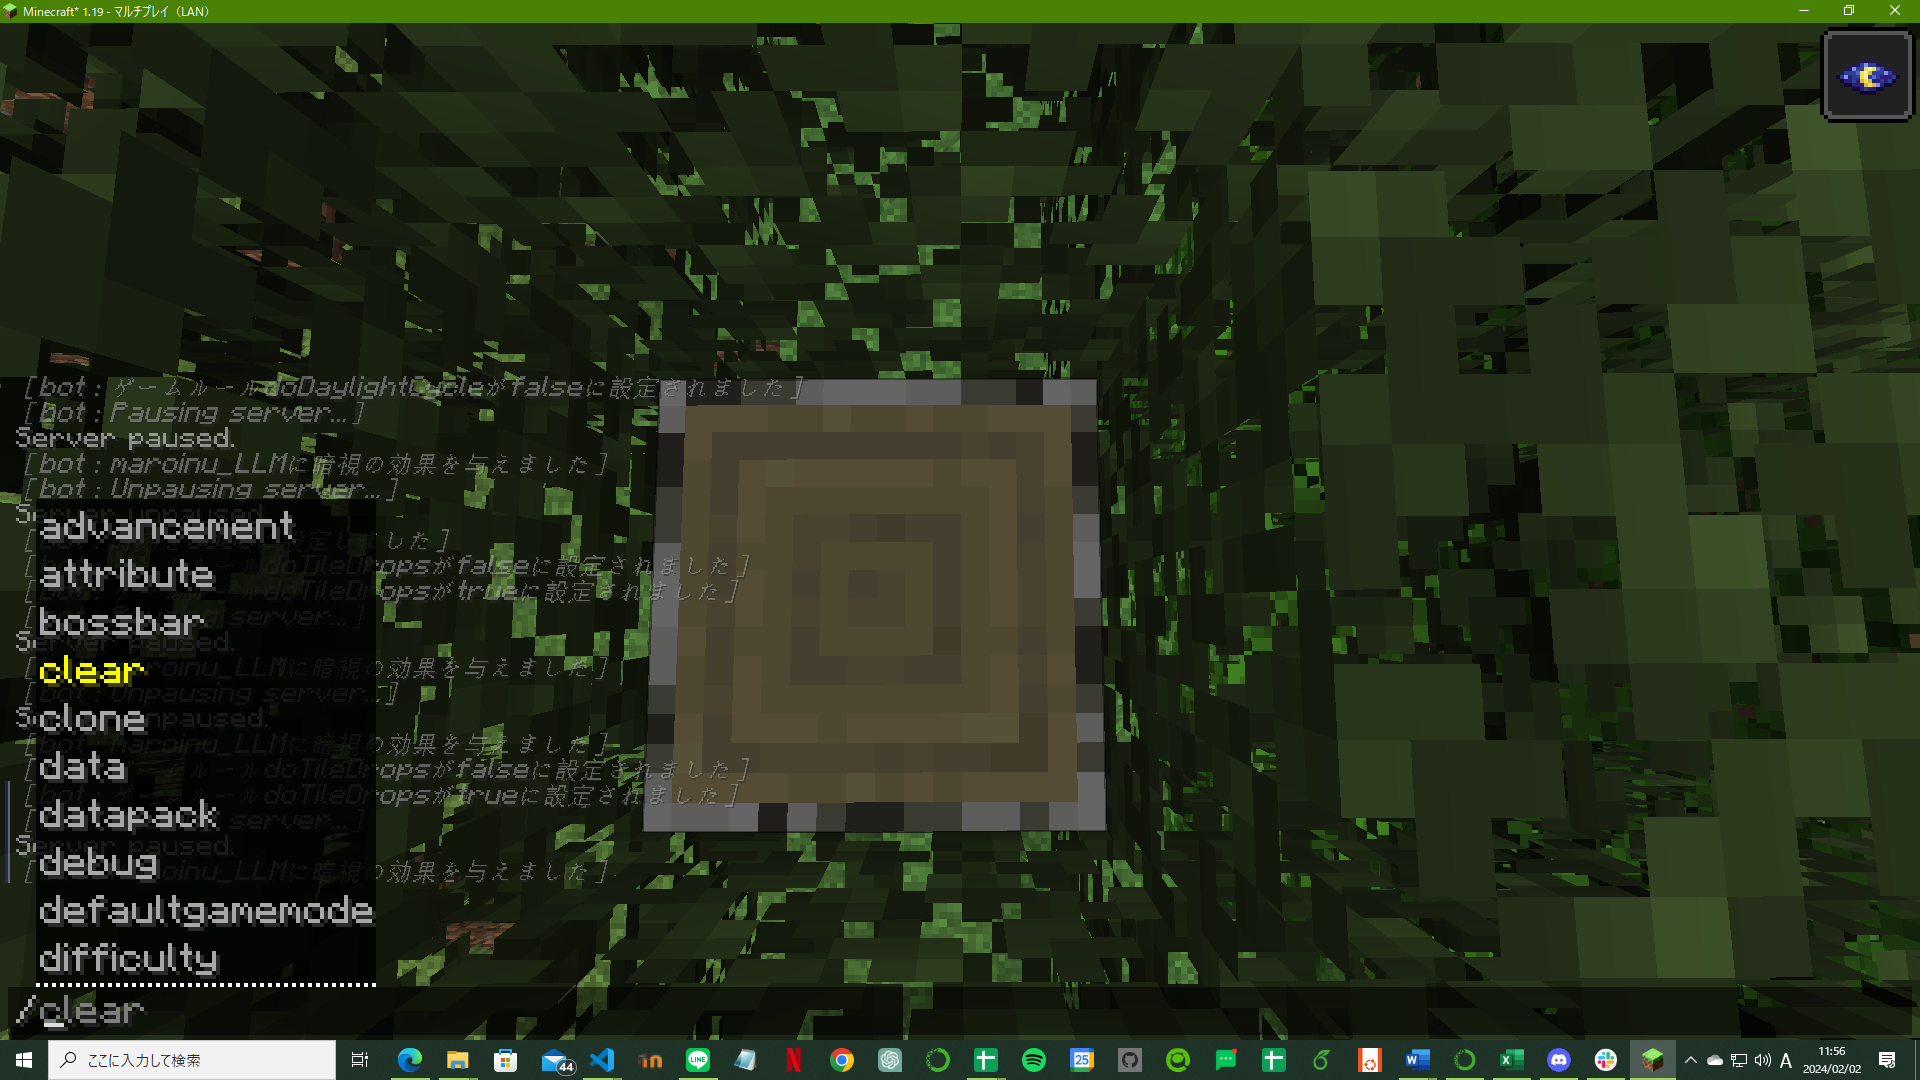 Minecraft* 1.19 - マルチプレイ（LAN）
[bot：ゲームルールdoDaylightCycleがfalseに設定されました]
[bot：Pausing server…]
Server paused.
[bot：maroinu_LLMに暗視の効果を与えました]
[bot：Unpausing server…]
advancement
attribute
bossbar
clear
clone
data
datapack
debug
defaultgamemode
difficulty
/clear
ここに入力して検索
44
25
A
11:56
2024/02/02